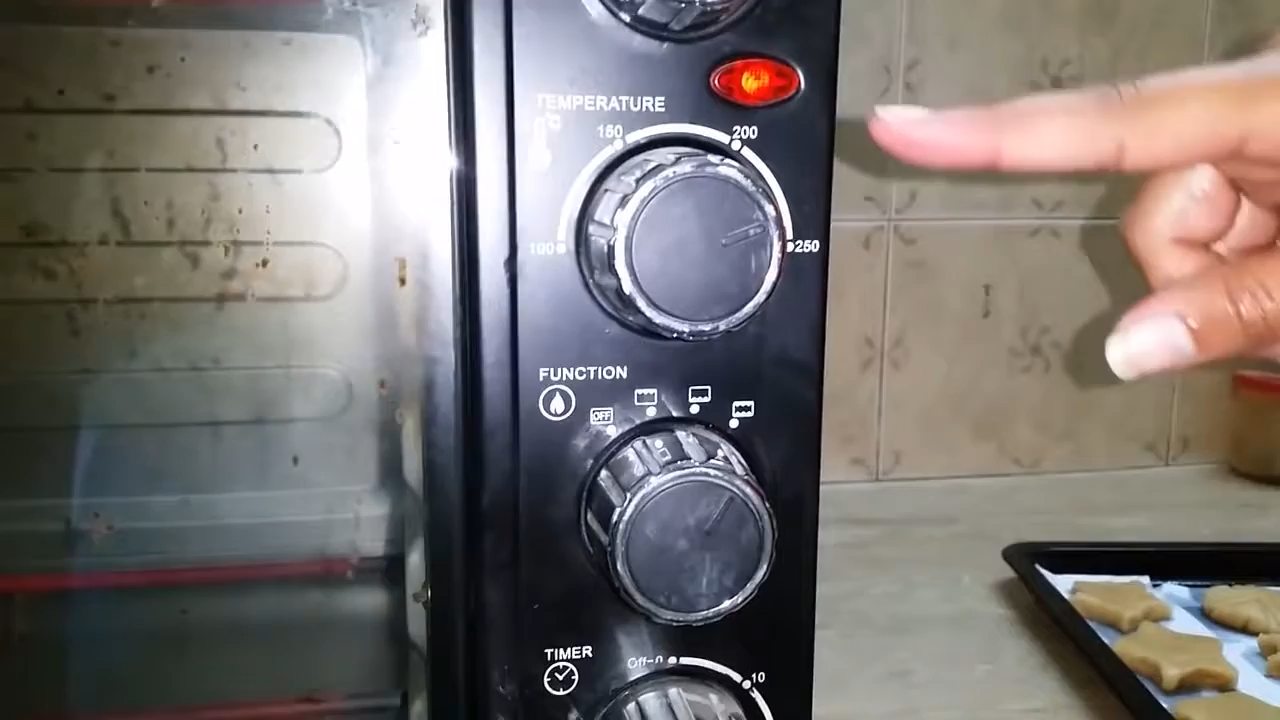 TEMPERATURE
°C
150
200
100
250
FUNCTION
OFF
TIMER
Off-0
10